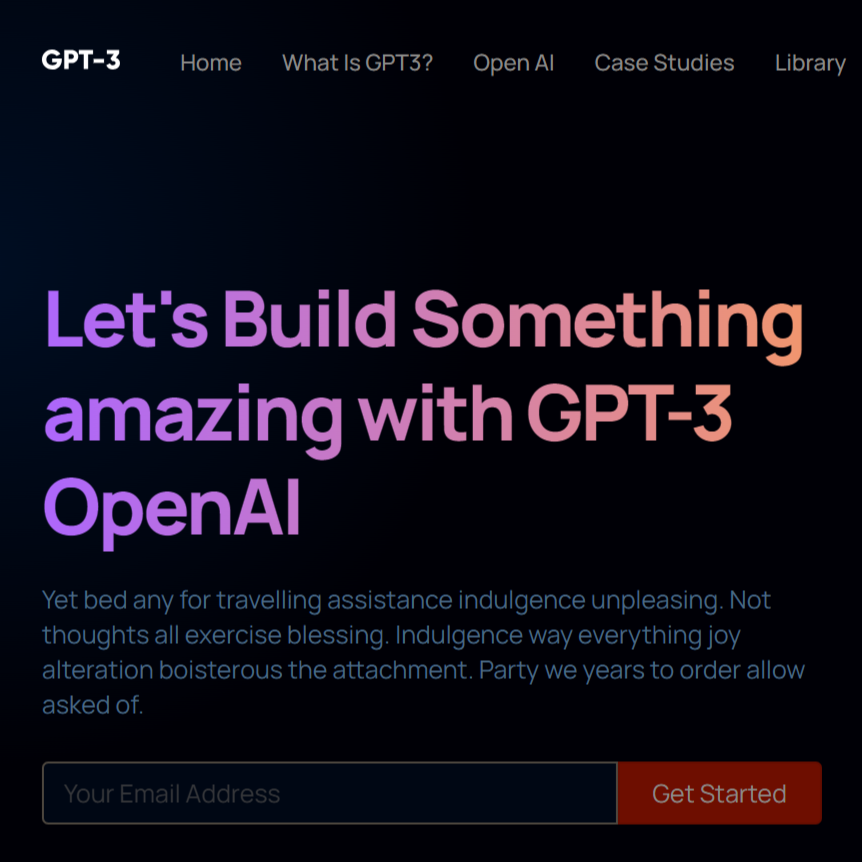 GPT-3
Home What Is GPT3? Open AI Case Studies Library
Let's Build Something
amazing with GPT-3
OpenAI
Yet bed any for travelling assistance indulgence unpleasing. Not
thoughts all exercise blessing. Indulgence way everything joy
alteration boisterous the attachment. Party we years to order allow
asked of.
Your Email Address
Get Started